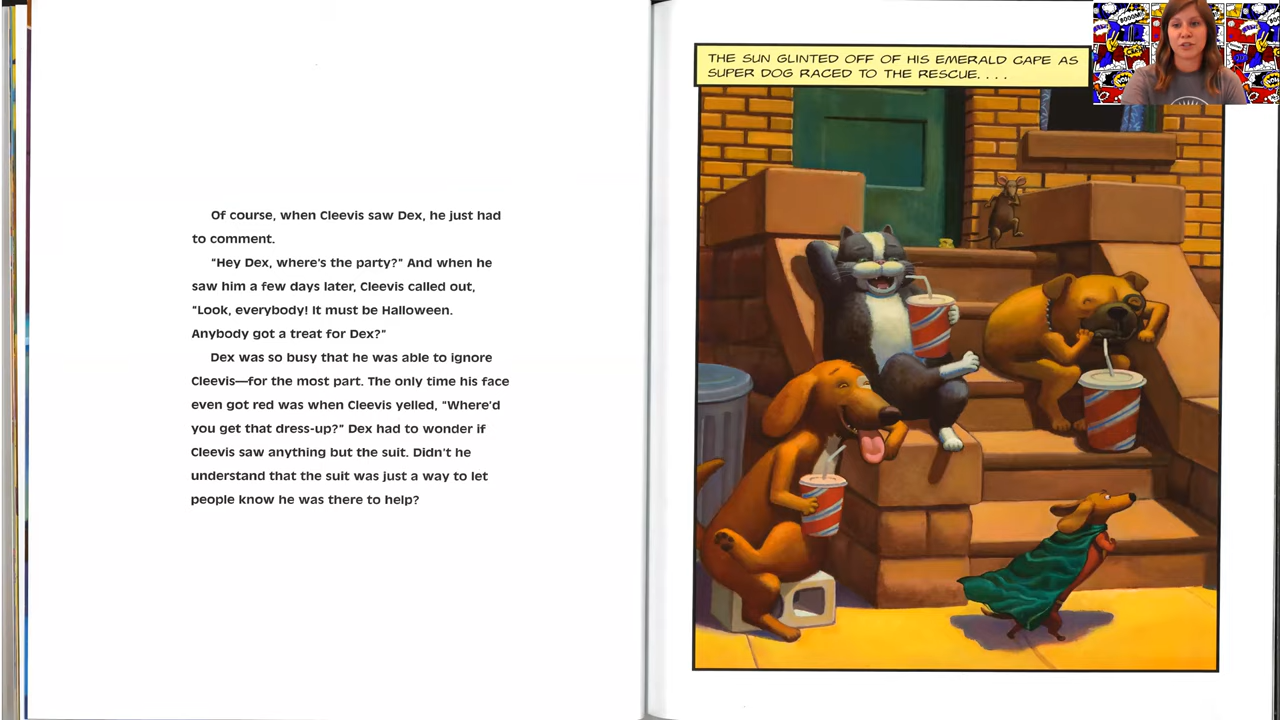 Of course, when Cleevis saw Dex, he just had
to comment.
"Hey Dex, where's the party?" And when he
saw him a few days later, Cleevis called out,
"Look, everybody! It must be Halloween.
Anybody got a treat for Dex?"
Dex was so busy that he was able to ignore
Cleevis—for the most part. The only time his face
even got red was when Cleevis yelled, "Where'd
you get that dress-up?" Dex had to wonder if
Cleevis saw anything but the suit. Didn't he
understand that the suit was just a way to let
people know he was there to help?
THE SUN GLINTED OFF OF HIS EMERALD CAPE AS
SUPER DOG RACED TO THE RESCUE. . . .